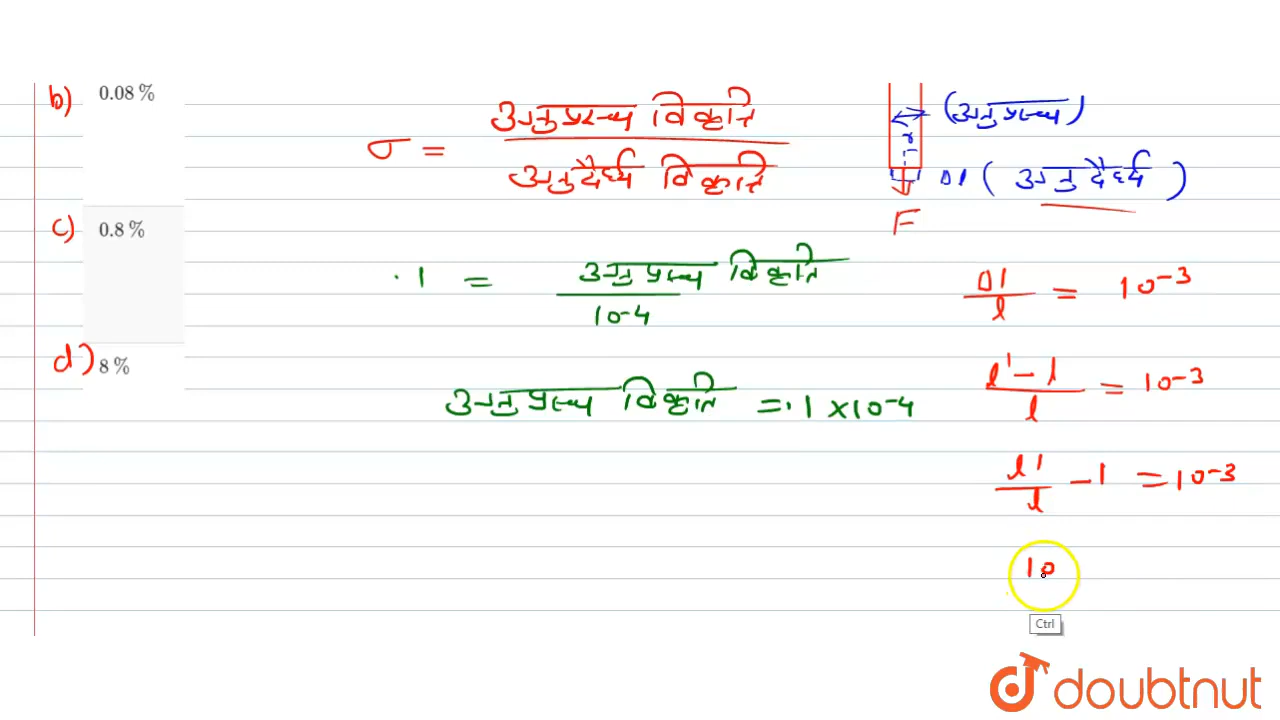 b) 0.08 %
σ = अनुप्रस्थ विकृति / अनुदैर्ध्य विकृति
(अनुप्रस्थ)
r
Δl ( अनुदैर्ध्य )
F
c) 0.8 %
.1 = अनुप्रस्थ विकृति / 10-4
Δl / l = 10-3
d) 8 %
अनुप्रस्थ विकृति = .1 x 10-4
l' - l / l = 10-3
l' / l - 1 = 10-3
10
Ctrl
doubtnut